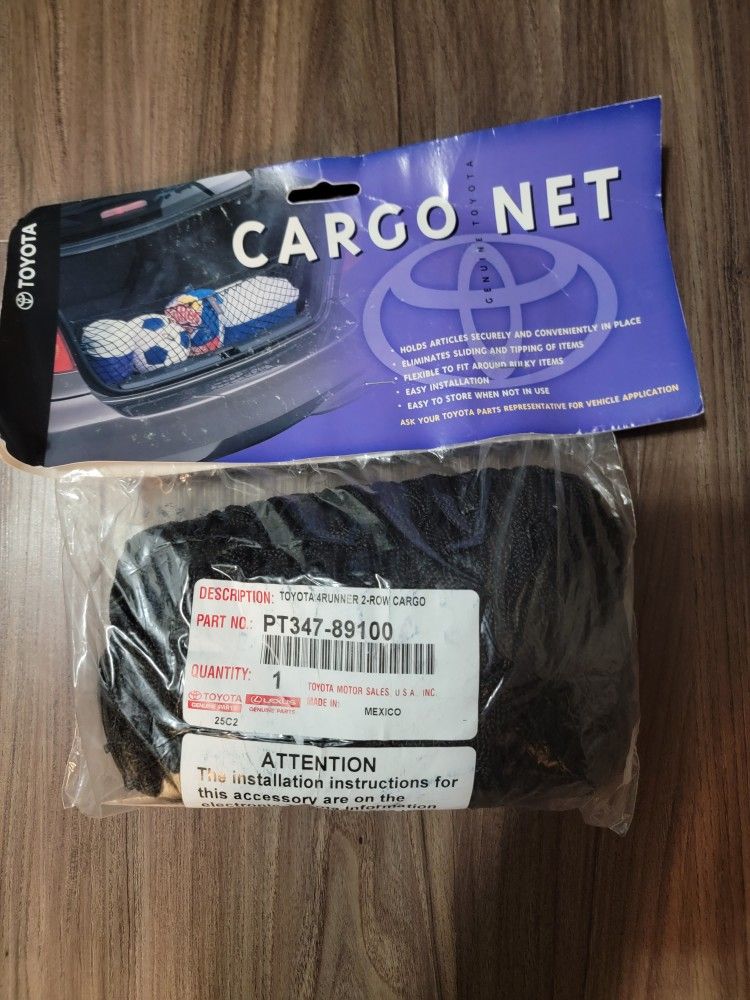 TOYOTA
CARGO NET
GENUINE TOYOTA
• HOLDS ARTICLES SECURELY AND CONVENIENTLY IN PLACE
• ELIMINATES SLIDING AND TIPPING OF ITEMS
• FLEXIBLE TO FIT AROUND BULKY ITEMS
• EASY INSTALLATION
• EASY TO STORE WHEN NOT IN USE
ASK YOUR TOYOTA PARTS REPRESENTATIVE FOR VEHICLE APPLICATION
DESCRIPTION: TOYOTA 4RUNNER 2-ROW CARGO
PART NO.: PT347-89100
QUANTITY: 1
TOYOTA MOTOR SALES, U.S.A., INC.
TOYOTA LEXUS MADE IN: MEXICO
GENUINE PARTS GENUINE PARTS
25C2
ATTENTION
The installation instructions for
this accessory are on the
information